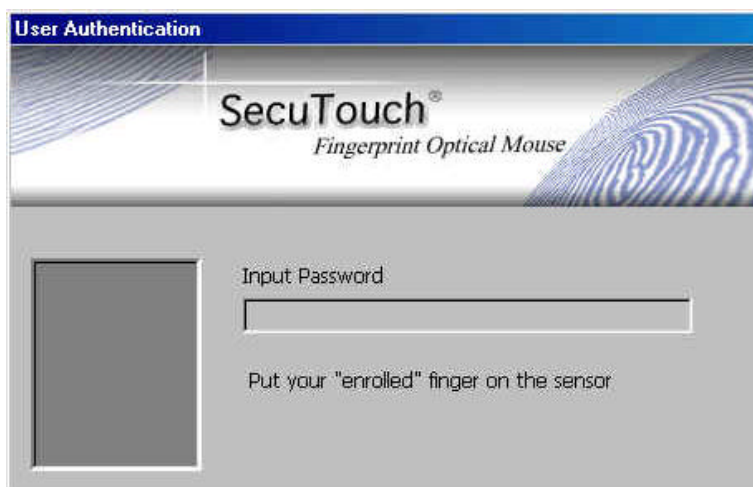 User Authentication
SecuTouch®
Fingerprint Optical Mouse
Input Password
Put your "enrolled" finger on the sensor